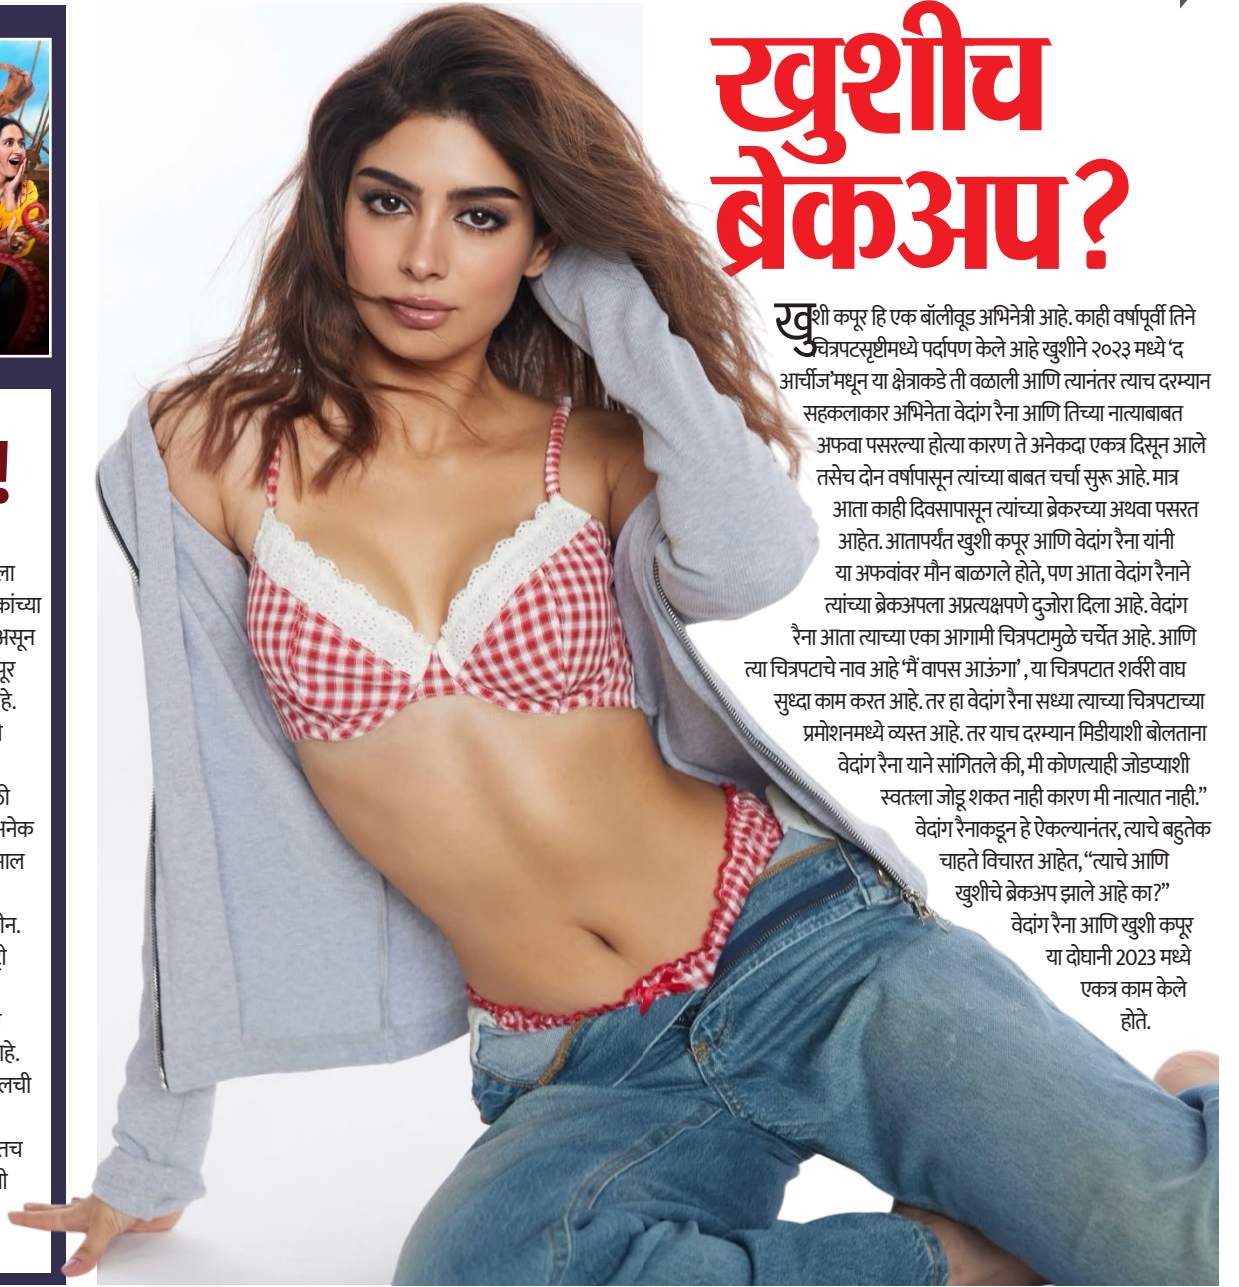 खुशीच
ब्रेकअप?
खुशी कपूर हि एक बॉलीवूड अभिनेत्री आहे. काही वर्षापूर्वी तिने
चित्रपटसृष्टीमध्ये पर्दापण केले आहे खुशीने २०२३ मध्ये ‘द
आर्चीज’मधून या क्षेत्राकडे ती वळाली आणि त्यानंतर त्याच दरम्यान
सहकलाकार अभिनेता वेदांग रैना आणि तिच्या नात्याबाबत
अफवा पसरल्या होत्या कारण ते अनेकदा एकत्र दिसून आले
तसेच दोन वर्षापासून त्यांच्या बाबत चर्चा सुरू आहे. मात्र
आता काही दिवसापासून त्यांच्या ब्रेकरच्या अथवा पसरत
आहेत. आतापर्यंत खुशी कपूर आणि वेदांग रैना यांनी
या अफवांवर मौन बाळगले होते, पण आता वेदांग रैनाने
त्यांच्या ब्रेकअपला अप्रत्यक्षपणे दुजोरा दिला आहे. वेदांग
रैना आता त्याच्या एका आगामी चित्रपटामुळे चर्चेत आहे. आणि
त्या चित्रपटाचे नाव आहे ‘मैं वापस आऊंगा’ , या चित्रपटात शर्वरी वाघ
सुध्दा काम करत आहे. तर हा वेदांग रैना सध्या त्याच्या चित्रपटाच्या
प्रमोशनमध्ये व्यस्त आहे. तर याच दरम्यान मिडीयाशी बोलताना
वेदांग रैना याने सांगितले की, मी कोणत्याही जोडप्याशी
स्वतःला जोडू शकत नाही कारण मी नात्यात नाही.”
वेदांग रैनाकडून हे ऐकल्यानंतर, त्याचे बहुतेक
चाहते विचारत आहेत, “त्याचे आणि
खुशीचे ब्रेकअप झाले आहे का?”
वेदांग रैना आणि खुशी कपूर
या दोघानी 2023 मध्ये
एकत्र काम केले
होते.